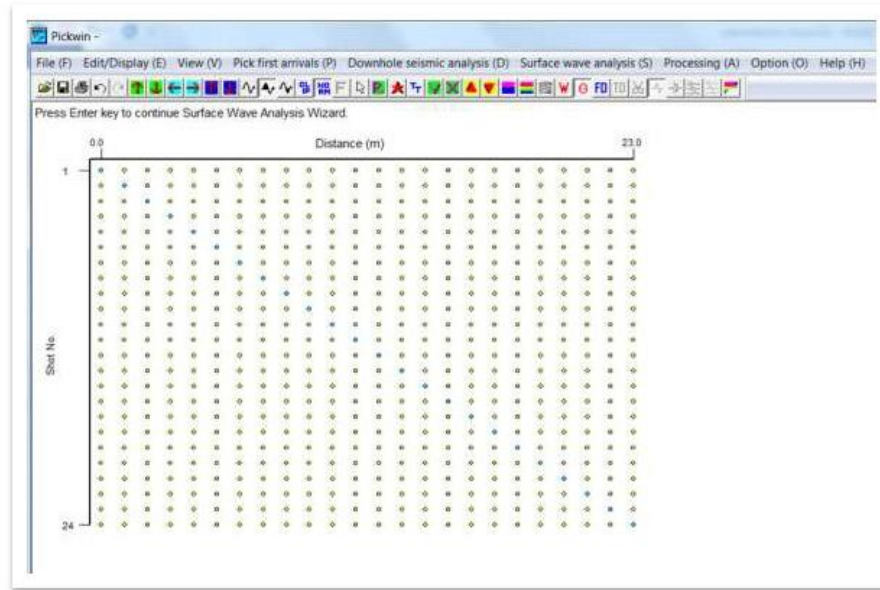 Pickwin -
File (F) Edit/Display (E) View (V) Pick first arrivals (P) Downhole seismic analysis (D) Surface wave analysis (S) Processing (A) Option (O) Help (H)
Press Enter key to continue Surface Wave Analysis Wizard.
0.0 Distance (m) 23.0
1
Shot No.
24